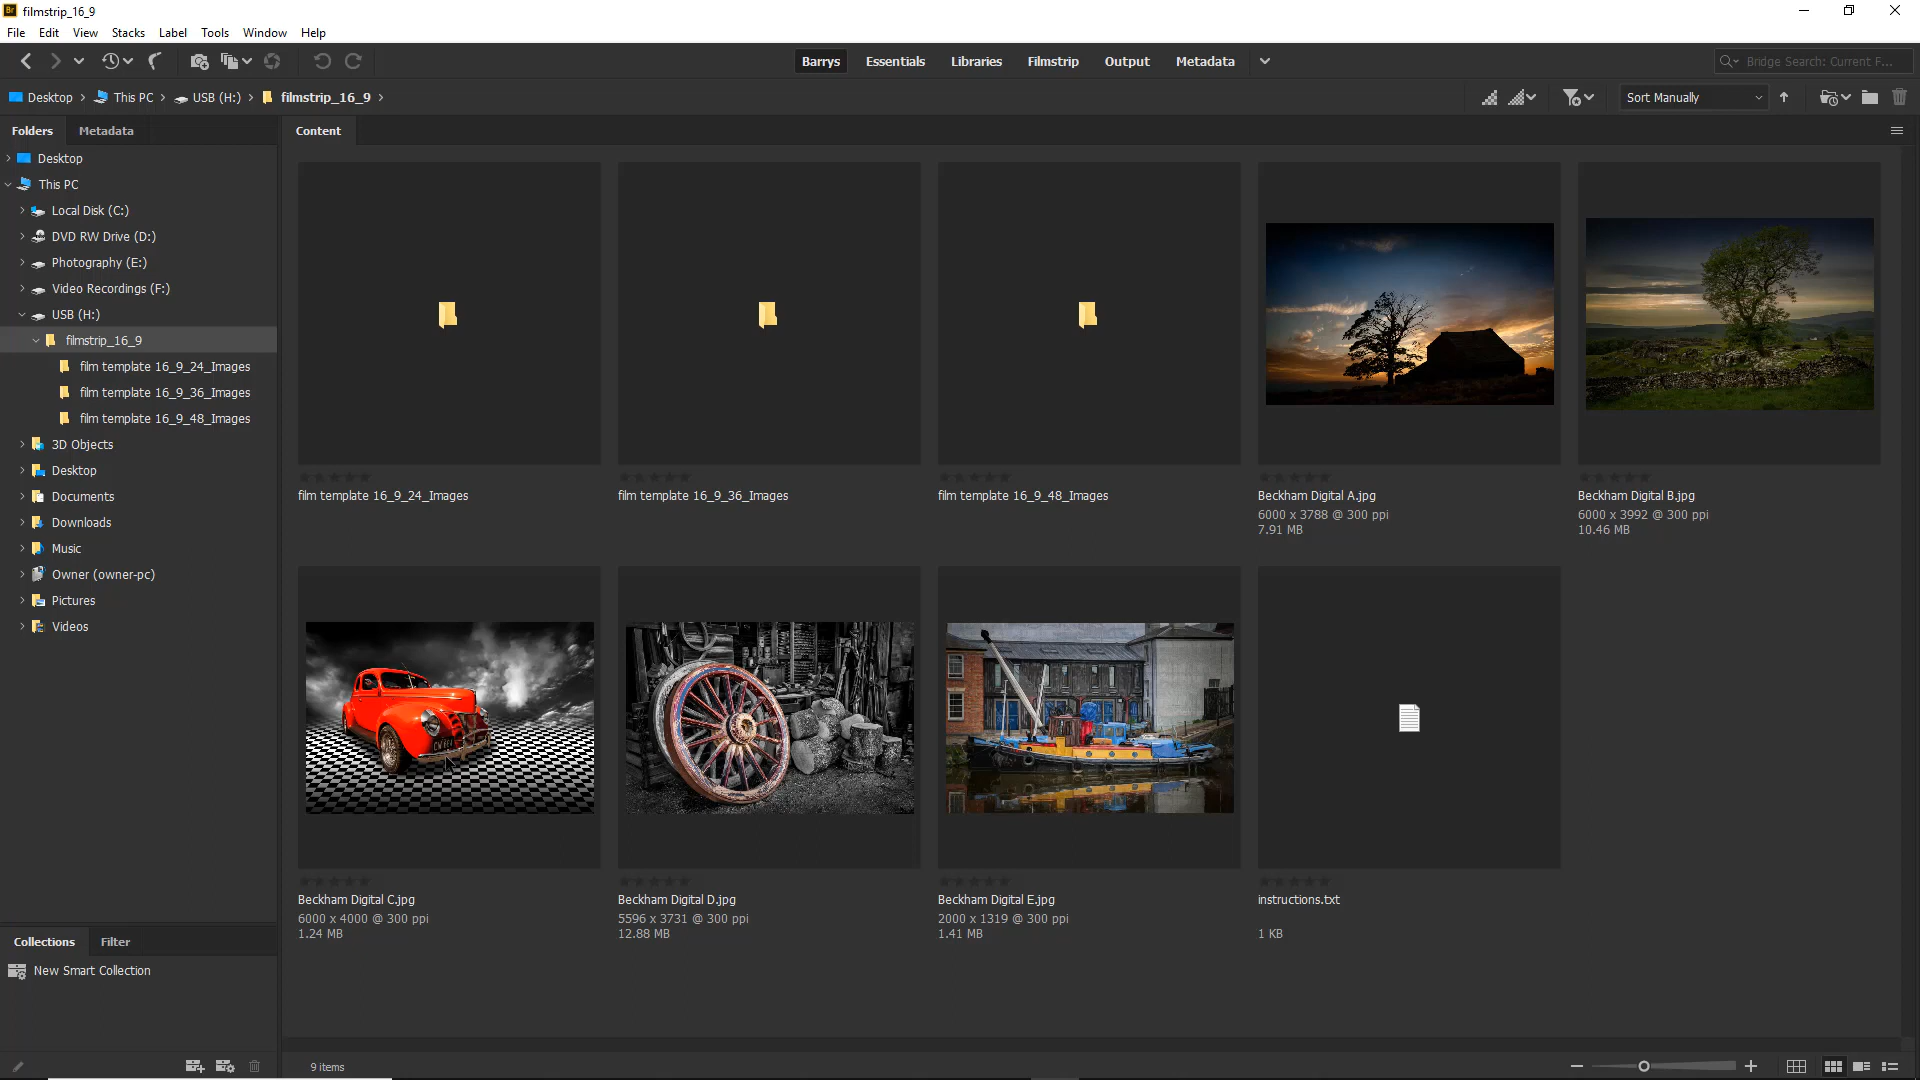 Br filmstrip_16_9
File Edit View Stacks Label Tools Window Help
Barrys Essentials Libraries Filmstrip Output Metadata
Bridge Search: Current F...
Desktop This PC USB (H:) filmstrip_16_9
Sort Manually
Folders Metadata
Content
Desktop
This PC
Local Disk (C:)
DVD RW Drive (D:)
Photography (E:)
Video Recordings (F:)
USB (H:)
filmstrip_16_9
film template 16_9_24_Images
film template 16_9_36_Images
film template 16_9_48_Images
3D Objects
Desktop
Documents
Downloads
Music
Owner (owner-pc)
Pictures
Videos
film template 16_9_24_Images
film template 16_9_36_Images
film template 16_9_48_Images
Beckham Digital A.jpg
6000 x 3788 @ 300 ppi
7.91 MB
Beckham Digital B.jpg
6000 x 3992 @ 300 ppi
10.46 MB
Beckham Digital C.jpg
6000 x 4000 @ 300 ppi
1.24 MB
Beckham Digital D.jpg
5596 x 3731 @ 300 ppi
12.88 MB
Beckham Digital E.jpg
2000 x 1319 @ 300 ppi
1.41 MB
instructions.txt
1 KB
Collections Filter
New Smart Collection
9 items